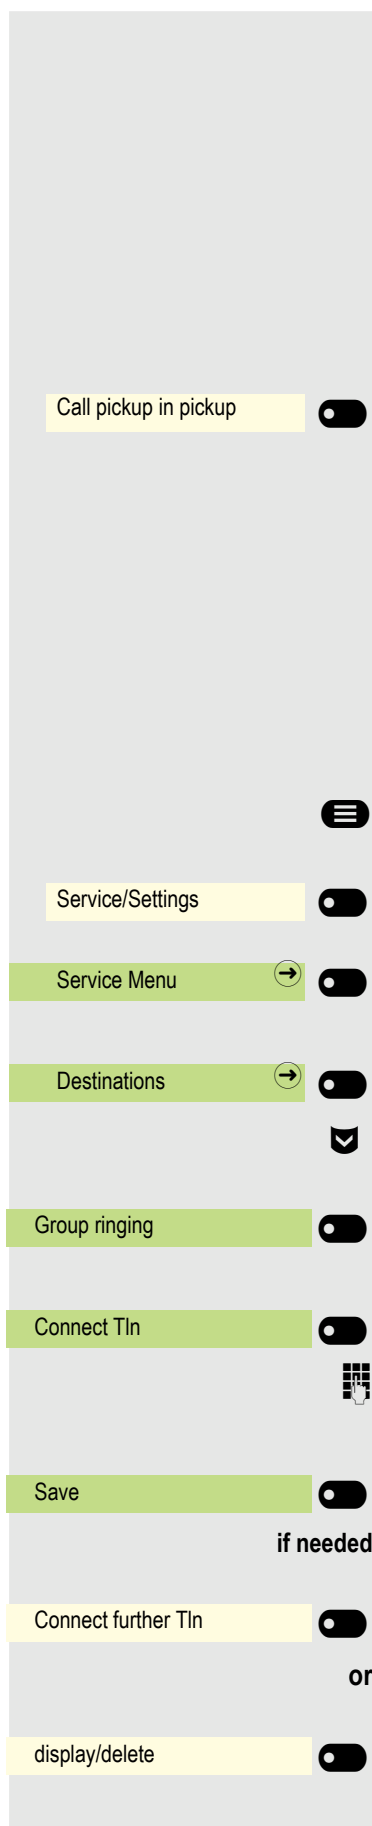 Call pickup in pickup
Service/Settings
Service Menu
Destinations
Group ringing
Connect Tln
Save
if needed
Connect further Tln
or
display/delete